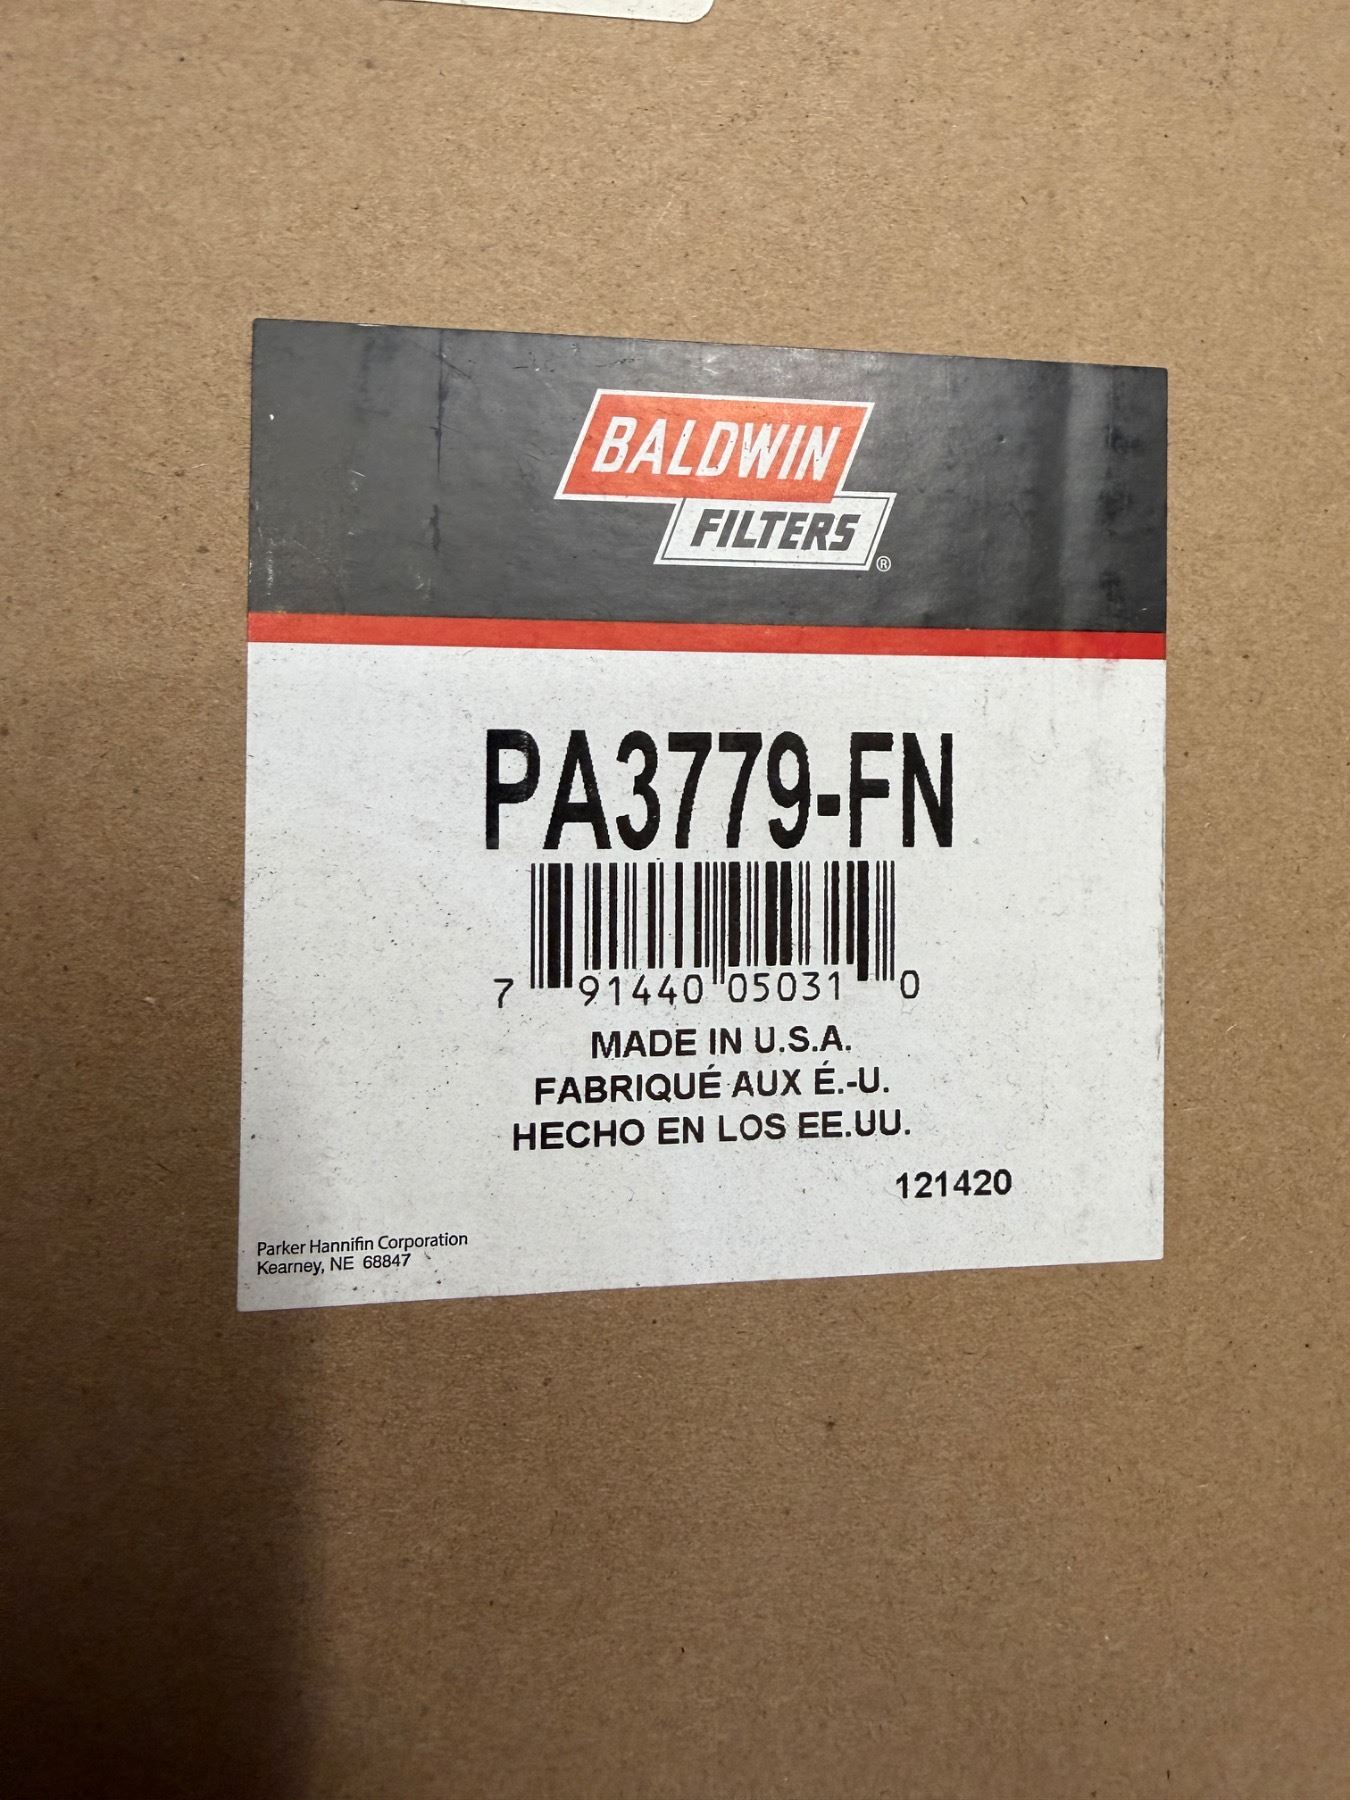 BALDWIN
FILTERS
®
PA3779-FN
7 91440 05031 0
MADE IN U.S.A.
FABRIQUÉ AUX É.-U.
HECHO EN LOS EE.UU.
121420
Parker Hannifin Corporation
Kearney, NE 68847